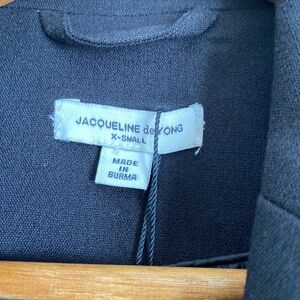 JACQUELINE de YONG
X-SMALL
MADE
IN
BURMA